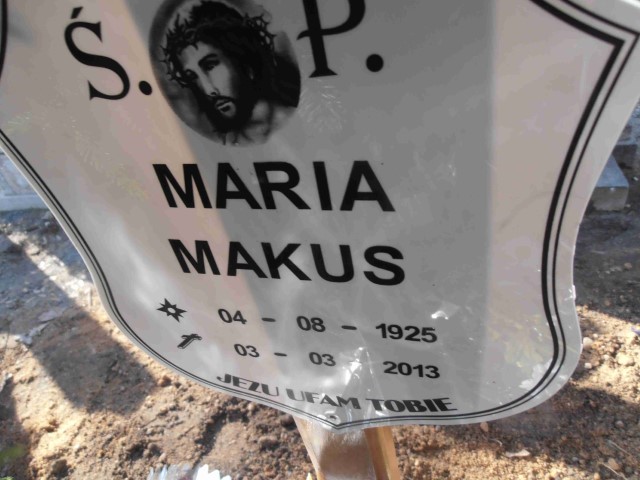 Ś. P.
MARIA
MAKUS
04 - 08 - 1925
03 - 03 2013
JEZU UFAM TOBIE